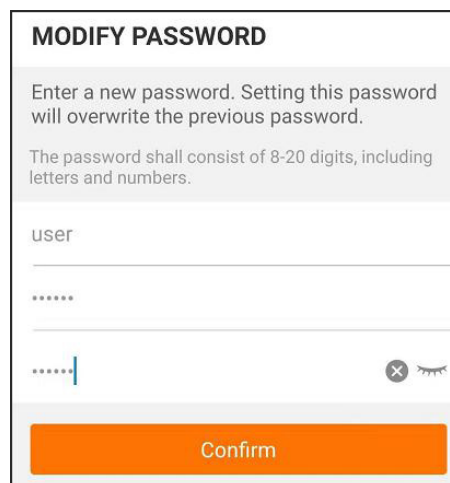 MODIFY PASSWORD
Enter a new password. Setting this password
will overwrite the previous password.
The password shall consist of 8-20 digits, including
letters and numbers.
user
••••••
••••••
Confirm